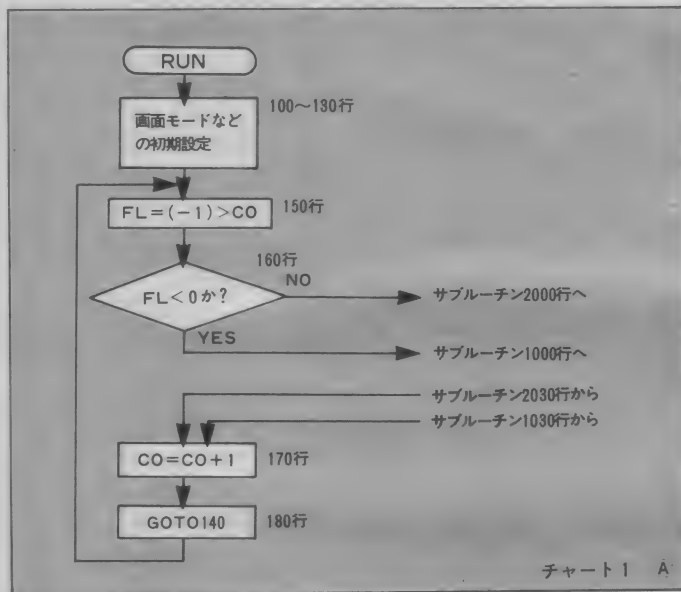 RUN
画面モードなど
の初期設定
100～130行
FL=(-1)>CO
150行
160行
FL<0か?
NO
サブルーチン2000行へ
YES
サブルーチン1000行へ
サブルーチン2030行から
サブルーチン1030行から
CO=CO+1
170行
GOTO140
180行
チャート1 A